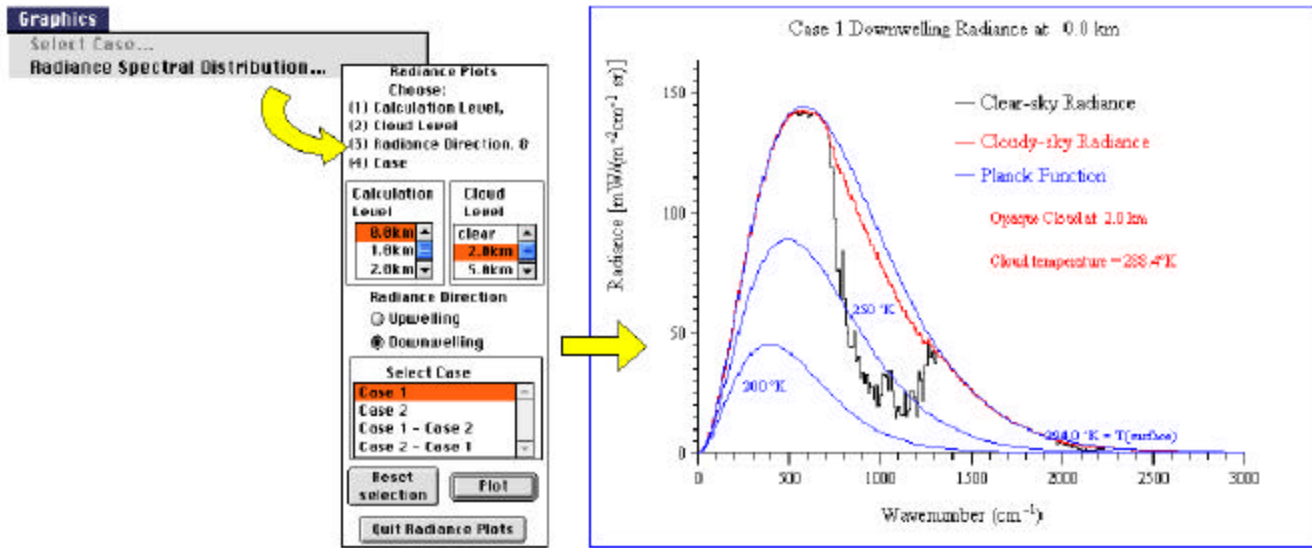 Graphics
Select Case...
Radiance Spectral Distribution...
Radiance Plots
Choose:
(1) Calculation Level,
(2) Cloud Level
(3) Radiance Direction, &
(4) Case
Calculation Level
0.0km
1.0km
2.0km
Cloud Level
clear
2.0km
5.0km
Radiance Direction
Upwelling
Downwelling
Select Case
Case 1
Case 2
Case 1 - Case 2
Case 2 - Case 1
Reset selection
Plot
Quit Radiance Plots
Case 1 Downwelling Radiance at 0.0 km
Radiance [mW/(m⁻²cm⁻¹ sr)]
150
100
50
0
Clear-sky Radiance
Cloudy-sky Radiance
Planck Function
Opaque Cloud at 2.0 km
Cloud temperature = 288.4°K
250 °K
200 °K
294.0 °K = T(surface)
0
500
1000
1500
2000
2500
3000
Wavenumber (cm⁻¹)